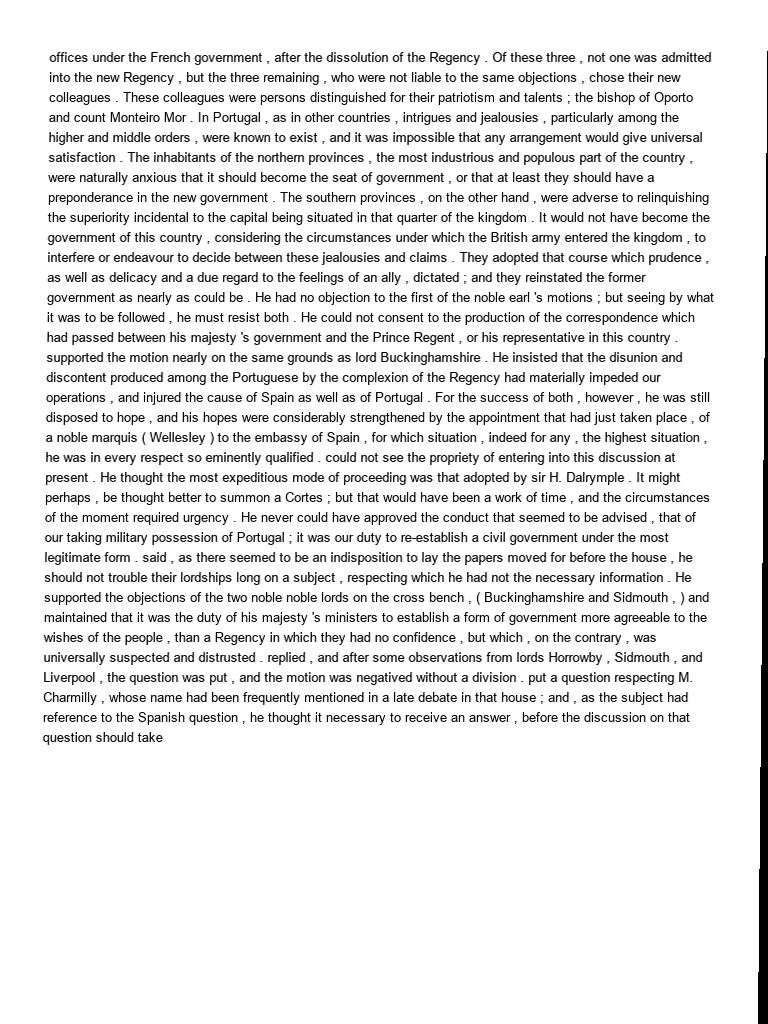 offices under the French government , after the dissolution of the Regency . Of these three , not one was admitted
into the new Regency , but the three remaining , who were not liable to the same objections , chose their new
colleagues . These colleagues were persons distinguished for their patriotism and talents ; the bishop of Oporto
and count Monteiro Mor . In Portugal , as in other countries , intrigues and jealousies , particularly among the
higher and middle orders , were known to exist , and it was impossible that any arrangement would give universal
satisfaction . The inhabitants of the northern provinces , the most industrious and populous part of the country ,
were naturally anxious that it should become the seat of government , or that at least they should have a
preponderance in the new government . The southern provinces , on the other hand , were adverse to relinquishing
the superiority incidental to the capital being situated in that quarter of the kingdom . It would not have become the
government of this country , considering the circumstances under which the British army entered the kingdom , to
interfere or endeavour to decide between these jealousies and claims . They adopted that course which prudence ,
as well as delicacy and a due regard to the feelings of an ally , dictated ; and they reinstated the former
government as nearly as could be . He had no objection to the first of the noble earl 's motions ; but seeing by what
it was to be followed , he must resist both . He could not consent to the production of the correspondence which
had passed between his majesty 's government and the Prince Regent , or his representative in this country .
supported the motion nearly on the same grounds as lord Buckinghamshire . He insisted that the disunion and
discontent produced among the Portuguese by the complexion of the Regency had materially impeded our
operations , and injured the cause of Spain as well as of Portugal . For the success of both , however , he was still
disposed to hope , and his hopes were considerably strengthened by the appointment that had just taken place , of
a noble marquis ( Wellesley ) to the embassy of Spain , for which situation , indeed for any , the highest situation ,
he was in every respect so eminently qualified . could not see the propriety of entering into this discussion at
present . He thought the most expeditious mode of proceeding was that adopted by sir H. Dalrymple . It might
perhaps , be thought better to summon a Cortes ; but that would have been a work of time , and the circumstances
of the moment required urgency . He never could have approved the conduct that seemed to be advised , that of
our taking military possession of Portugal ; it was our duty to re-establish a civil government under the most
legitimate form . said , as there seemed to be an indisposition to lay the papers moved for before the house , he
should not trouble their lordships long on a subject , respecting which he had not the necessary information . He
supported the objections of the two noble noble lords on the cross bench , ( Buckinghamshire and Sidmouth , ) and
maintained that it was the duty of his majesty 's ministers to establish a form of government more agreeable to the
wishes of the people , than a Regency in which they had no confidence , but which , on the contrary , was
universally suspected and distrusted . replied , and after some observations from lords Horrowby , Sidmouth , and
Liverpool , the question was put , and the motion was negatived without a division . put a question respecting M.
Charmilly , whose name had been frequently mentioned in a late debate in that house ; and , as the subject had
reference to the Spanish question , he thought it necessary to receive an answer , before the discussion on that
question should take